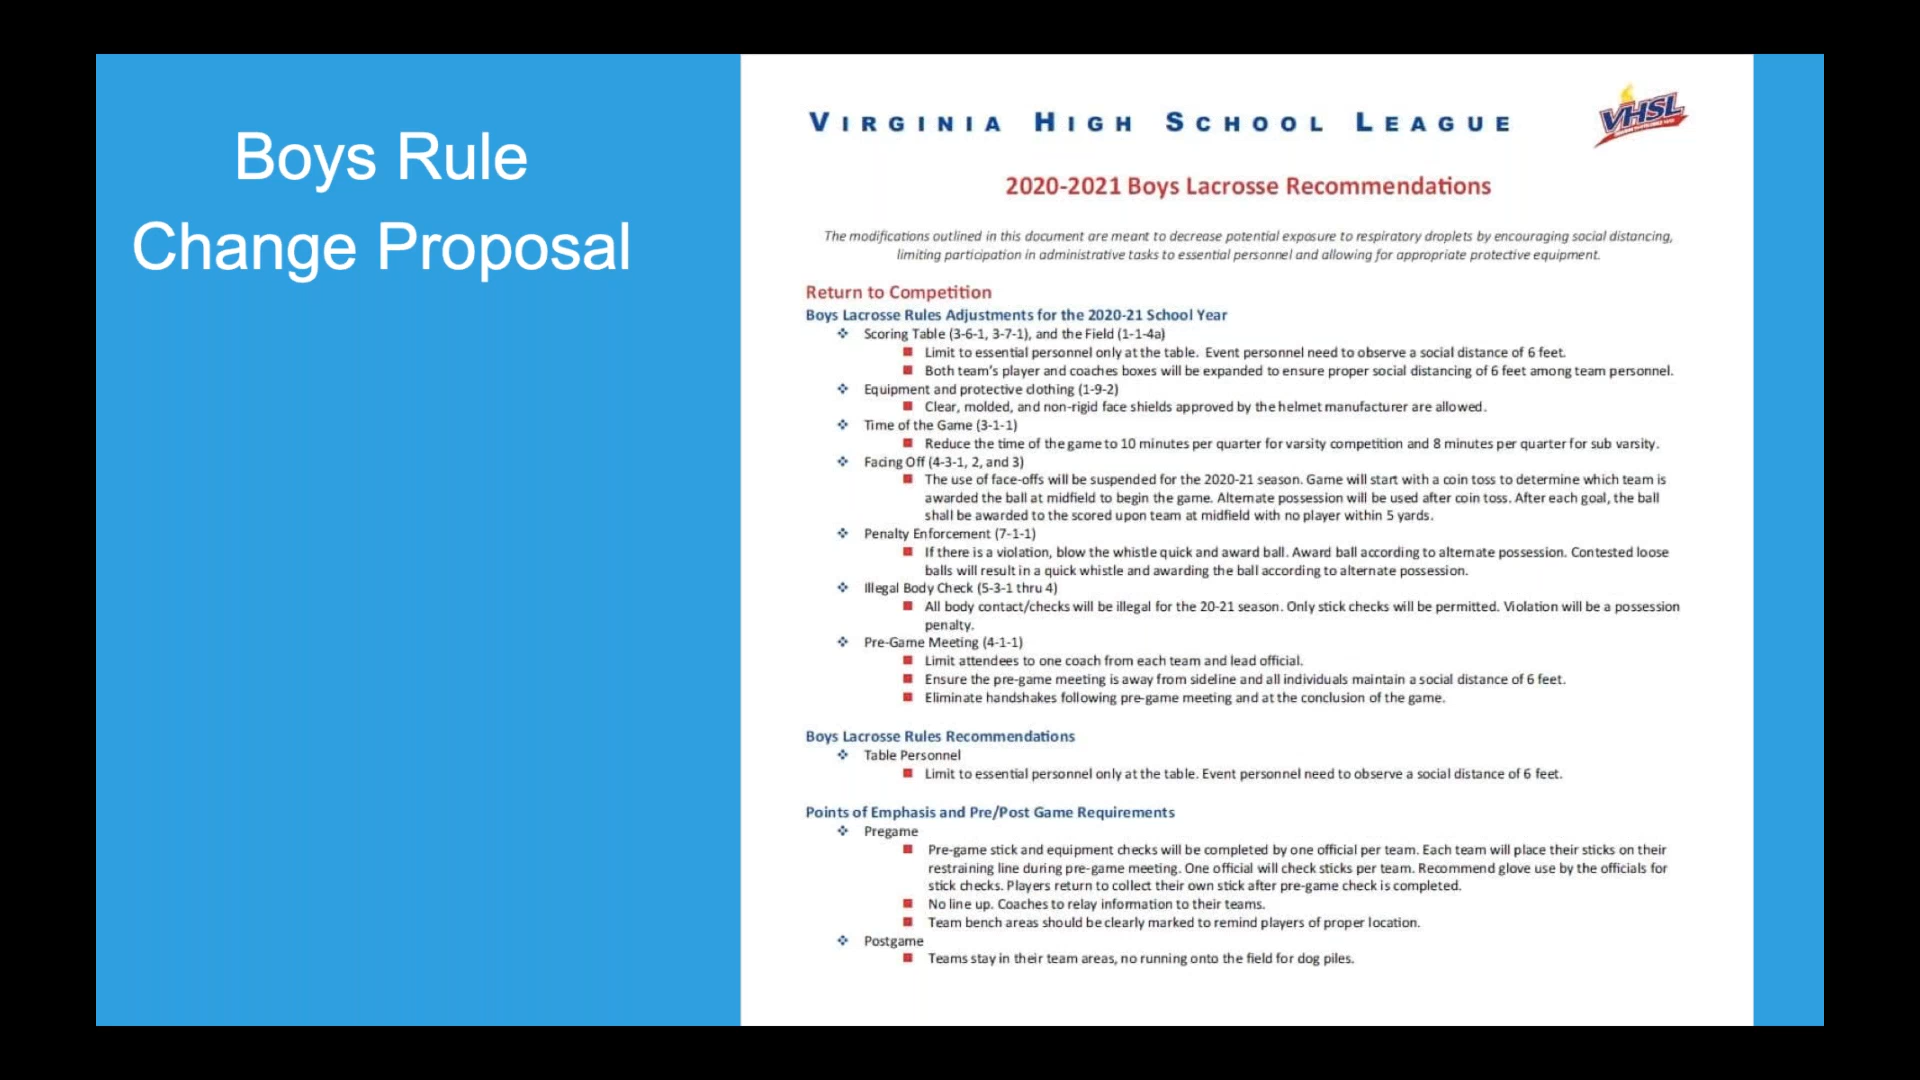 Boys Rule
Change Proposal
VIRGINIA HIGH SCHOOL LEAGUE
VHSL
2020-2021 Boys Lacrosse Recommendations
The modifications outlined in this document are meant to decrease potential exposure to respiratory droplets by encouraging social distancing,
limiting participation in administrative tasks to essential personnel and allowing for appropriate protective equipment.
Return to Competition
Boys Lacrosse Rules Adjustments for the 2020-21 School Year
❖ Scoring Table (3-6-1, 3-7-1), and the Field (1-1-4a)
■ Limit to essential personnel only at the table. Event personnel need to observe a social distance of 6 feet.
■ Both team's player and coaches boxes will be expanded to ensure proper social distancing of 6 feet among team personnel.
❖ Equipment and protective clothing (1-9-2)
■ Clear, molded, and non-rigid face shields approved by the helmet manufacturer are allowed.
❖ Time of the Game (3-1-1)
■ Reduce the time of the game to 10 minutes per quarter for varsity competition and 8 minutes per quarter for sub varsity.
❖ Facing Off (4-3-1, 2, and 3)
■ The use of face-offs will be suspended for the 2020-21 season. Game will start with a coin toss to determine which team is
awarded the ball at midfield to begin the game. Alternate possession will be used after coin toss. After each goal, the ball
shall be awarded to the scored upon team at midfield with no player within 5 yards.
❖ Penalty Enforcement (7-1-1)
■ If there is a violation, blow the whistle quick and award ball. Award ball according to alternate possession. Contested loose
balls will result in a quick whistle and awarding the ball according to alternate possession.
❖ Illegal Body Check (5-3-1 thru 4)
■ All body contact/checks will be illegal for the 20-21 season. Only stick checks will be permitted. Violation will be a possession
penalty.
❖ Pre-Game Meeting (4-1-1)
■ Limit attendees to one coach from each team and lead official.
■ Ensure the pre-game meeting is away from sideline and all individuals maintain a social distance of 6 feet.
■ Eliminate handshakes following pre-game meeting and at the conclusion of the game.
Boys Lacrosse Rules Recommendations
❖ Table Personnel
■ Limit to essential personnel only at the table. Event personnel need to observe a social distance of 6 feet.
Points of Emphasis and Pre/Post Game Requirements
❖ Pregame
■ Pre-game stick and equipment checks will be completed by one official per team. Each team will place their sticks on their
restraining line during pre-game meeting. One official will check sticks per team. Recommend glove use by the officials for
stick checks. Players return to collect their own stick after pre-game check is completed.
■ No line up. Coaches to relay information to their teams.
■ Team bench areas should be clearly marked to remind players of proper location.
❖ Postgame
■ Teams stay in their team areas, no running onto the field for dog piles.